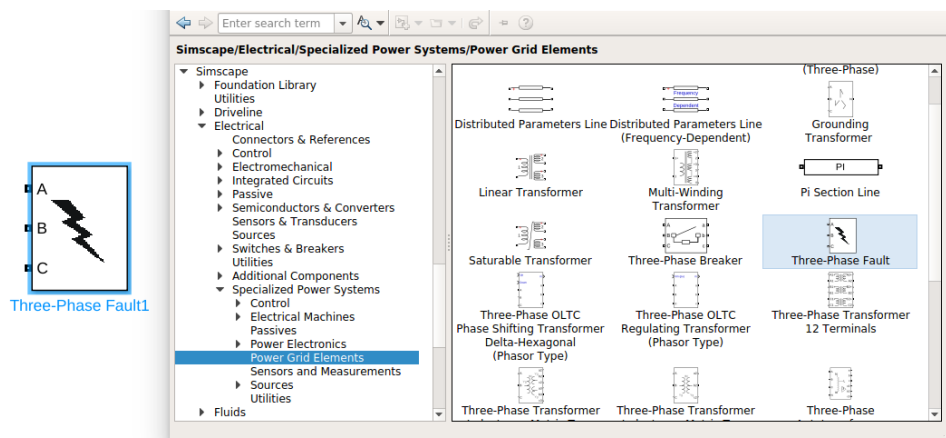 Enter search term
Simscape/Electrical/Specialized Power Systems/Power Grid Elements
Simscape
Foundation Library
Utilities
Driveline
Electrical
Connectors & References
Control
Electromechanical
Integrated Circuits
Passive
Semiconductors & Converters
Sensors & Transducers
Sources
Switches & Breakers
Utilities
Additional Components
Specialized Power Systems
Control
Electrical Machines
Passives
Power Electronics
Power Grid Elements
Sensors and Measurements
Sources
Utilities
Fluids
A
B
C
Three-Phase Fault1
(Three-Phase)
Distributed Parameters Line
Frequency
Dependent
Distributed Parameters Line
(Frequency-Dependent)
Grounding
Transformer
Linear Transformer
Multi-Winding
Transformer
PI
Pi Section Line
Saturable Transformer
Three-Phase Breaker
Three-Phase Fault
Three-Phase OLTC
Phase Shifting Transformer
Delta-Hexagonal
(Phasor Type)
Three-Phase OLTC
Regulating Transformer
(Phasor Type)
Three-Phase Transformer
12 Terminals
Three-Phase Transformer
Three-Phase Transformer
Three-Phase